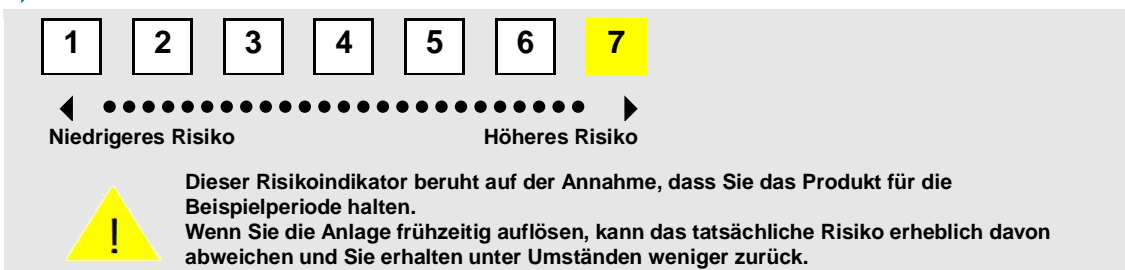 1 2 3 4 5 6 7
Niedrigeres Risiko Höheres Risiko
Dieser Risikoindikator beruht auf der Annahme, dass Sie das Produkt für die
Beispielperiode halten.
Wenn Sie die Anlage frühzeitig auflösen, kann das tatsächliche Risiko erheblich davon
abweichen und Sie erhalten unter Umständen weniger zurück.
!